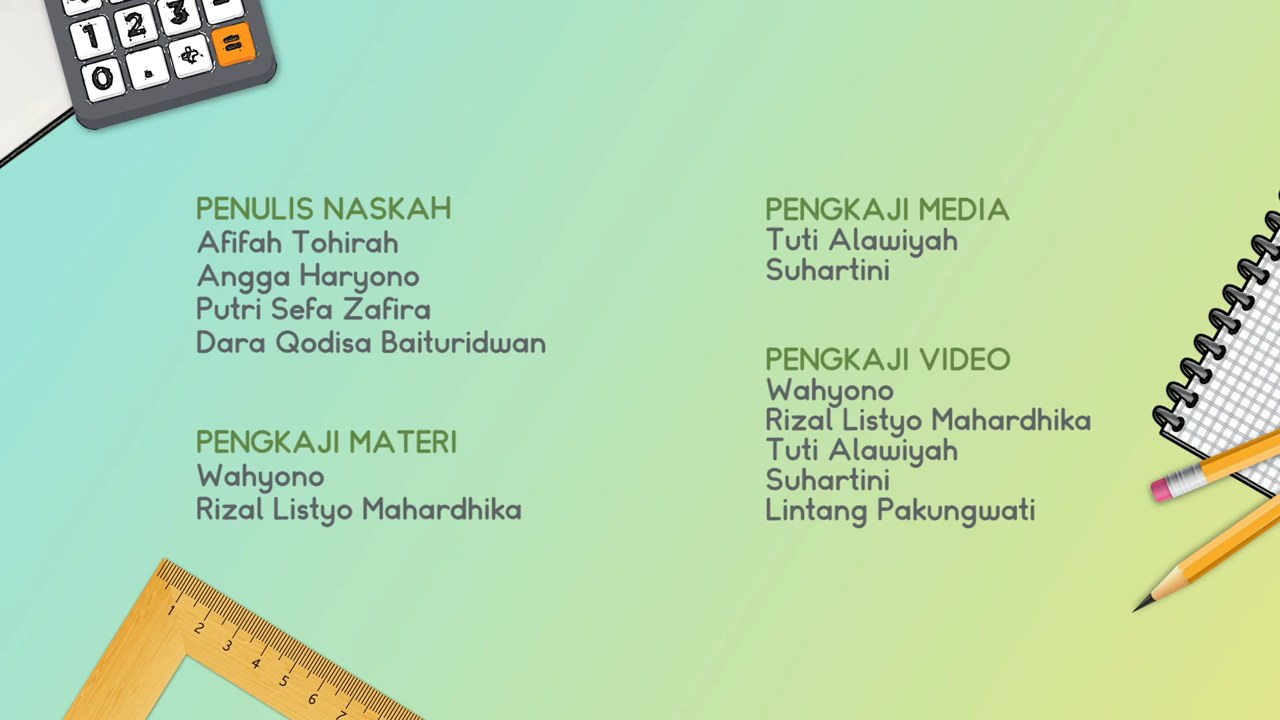 1 2 3
0 . ÷ =
PENULIS NASKAH
Afifah Tohirah
Angga Haryono
Putri Sefa Zafira
Dara Qodisa Baituridwan
PENGKAJI MATERI
Wahyono
Rizal Listyo Mahardhika
PENGKAJI MEDIA
Tuti Alawiyah
Suhartini
PENGKAJI VIDEO
Wahyono
Rizal Listyo Mahardhika
Tuti Alawiyah
Suhartini
Lintang Pakungwati
1 2 3 4 5 6 7